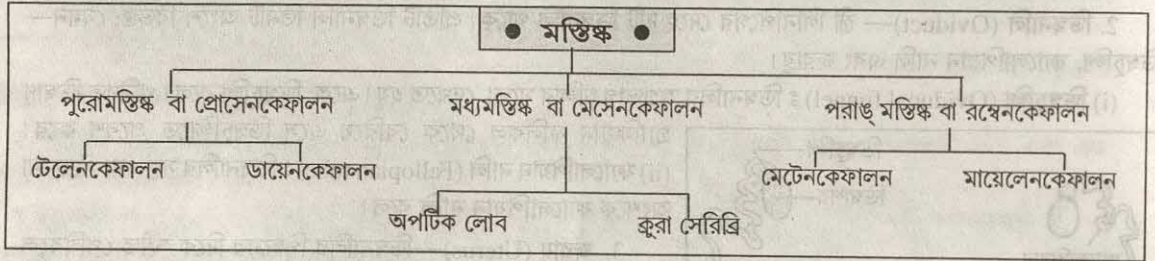 ● মস্তিষ্ক ●
পুরোমস্তিষ্ক বা প্রোসেনকেফালন
মধ্যমস্তিষ্ক বা মেসেনকেফালন
পরাঙ্ মস্তিষ্ক বা রম্বেনকেফালন
টেলেনকেফালন
ডায়েনকেফালন
মেটেনকেফালন
মায়েলেনকেফালন
অপটিক লোব
ক্রুরা সেরিব্রি